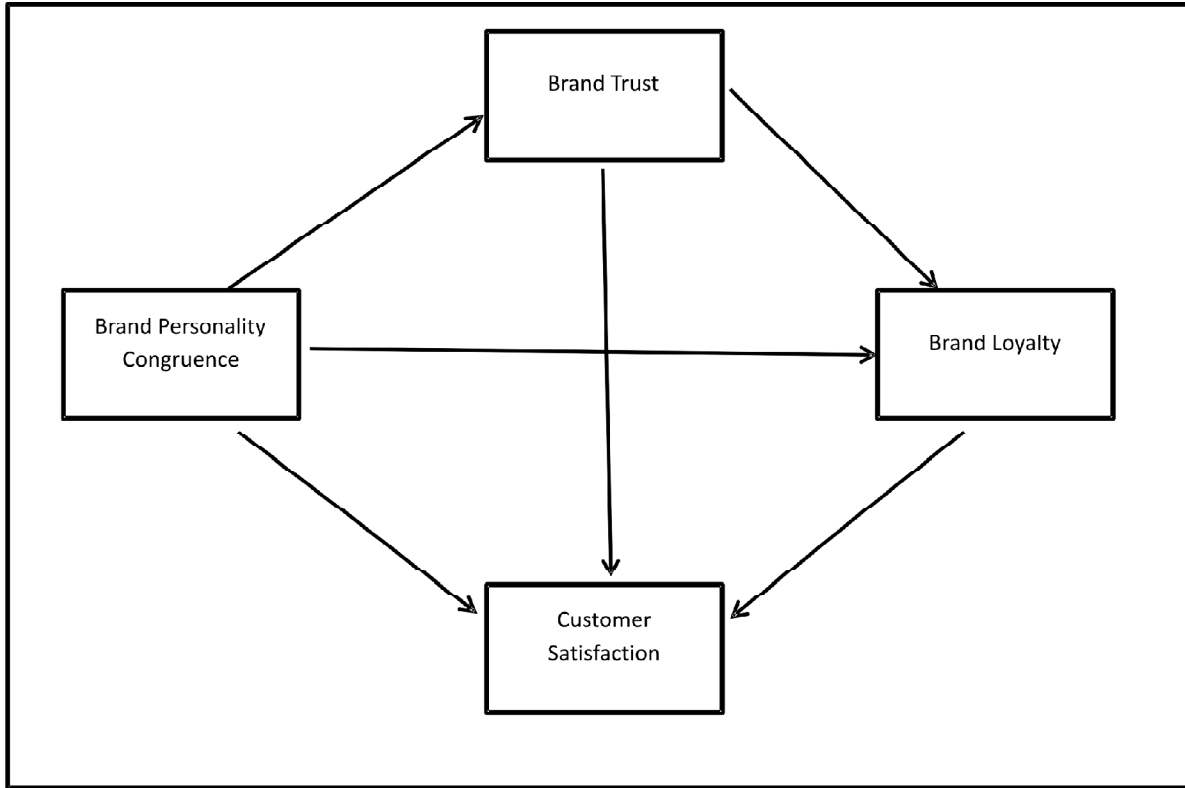 Brand Trust
Brand Personality
Congruence
Brand Loyalty
Customer
Satisfaction